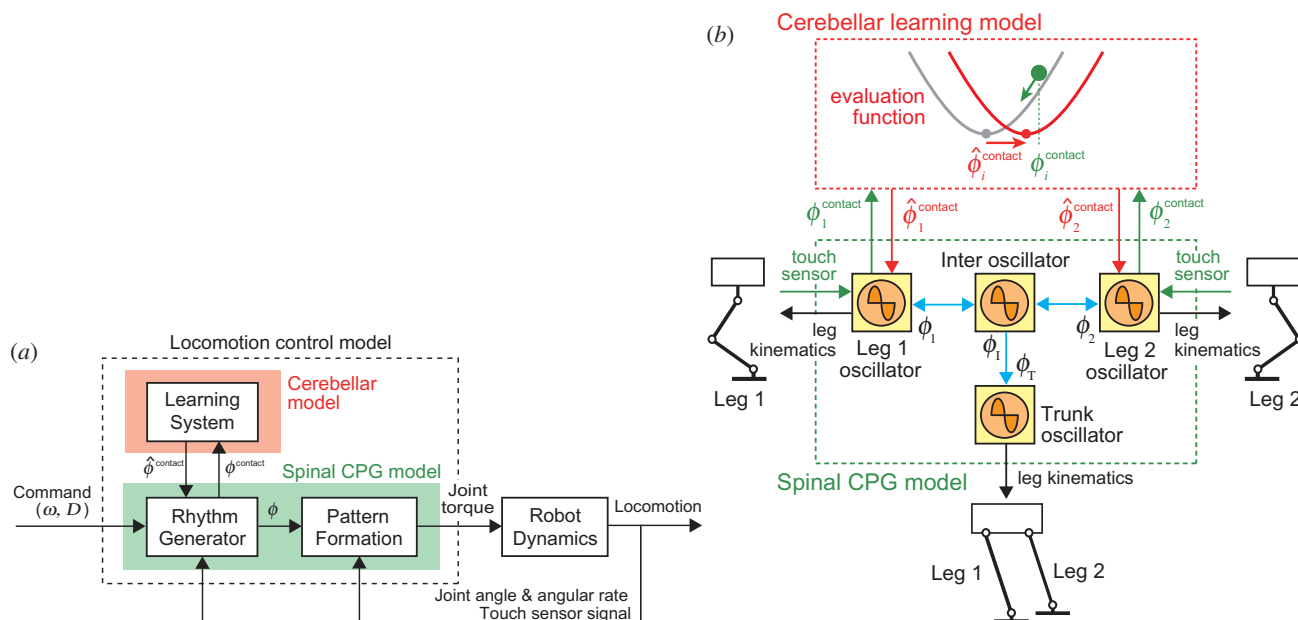 (a)
Locomotion control model
Cerebellar
model
Learning
System
ϕ̂^contact
ϕ^contact
Spinal CPG model
Command
(ω, D)
Rhythm
Generator
ϕ
Pattern
Formation
Joint
torque
Robot
Dynamics
Locomotion
Joint angle & angular rate
Touch sensor signal
(b)
Cerebellar learning model
evaluation
function
ϕ̂_i^contact
ϕ_i^contact
ϕ_1^contact
ϕ̂_1^contact
ϕ̂_2^contact
ϕ_2^contact
touch
sensor
Inter oscillator
touch
sensor
leg
kinematics
ϕ_1
ϕ_I
ϕ_2
leg
kinematics
Leg 1
Leg 1
oscillator
ϕ_T
Leg 2
oscillator
Leg 2
Trunk
oscillator
Spinal CPG model
leg kinematics
Leg 1
Leg 2